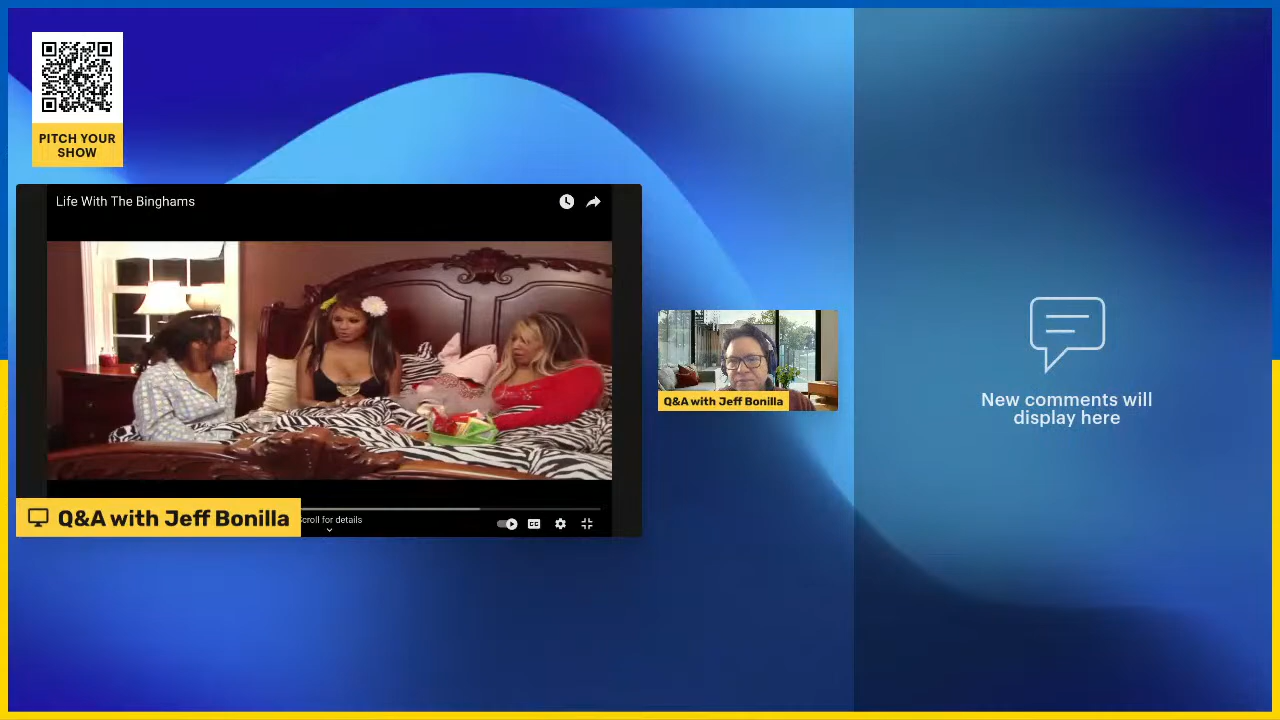 PITCH YOUR
SHOW
Life With The Binghams
Q&A with Jeff Bonilla
Scroll for details
CC
Q&A with Jeff Bonilla
New comments will
display here